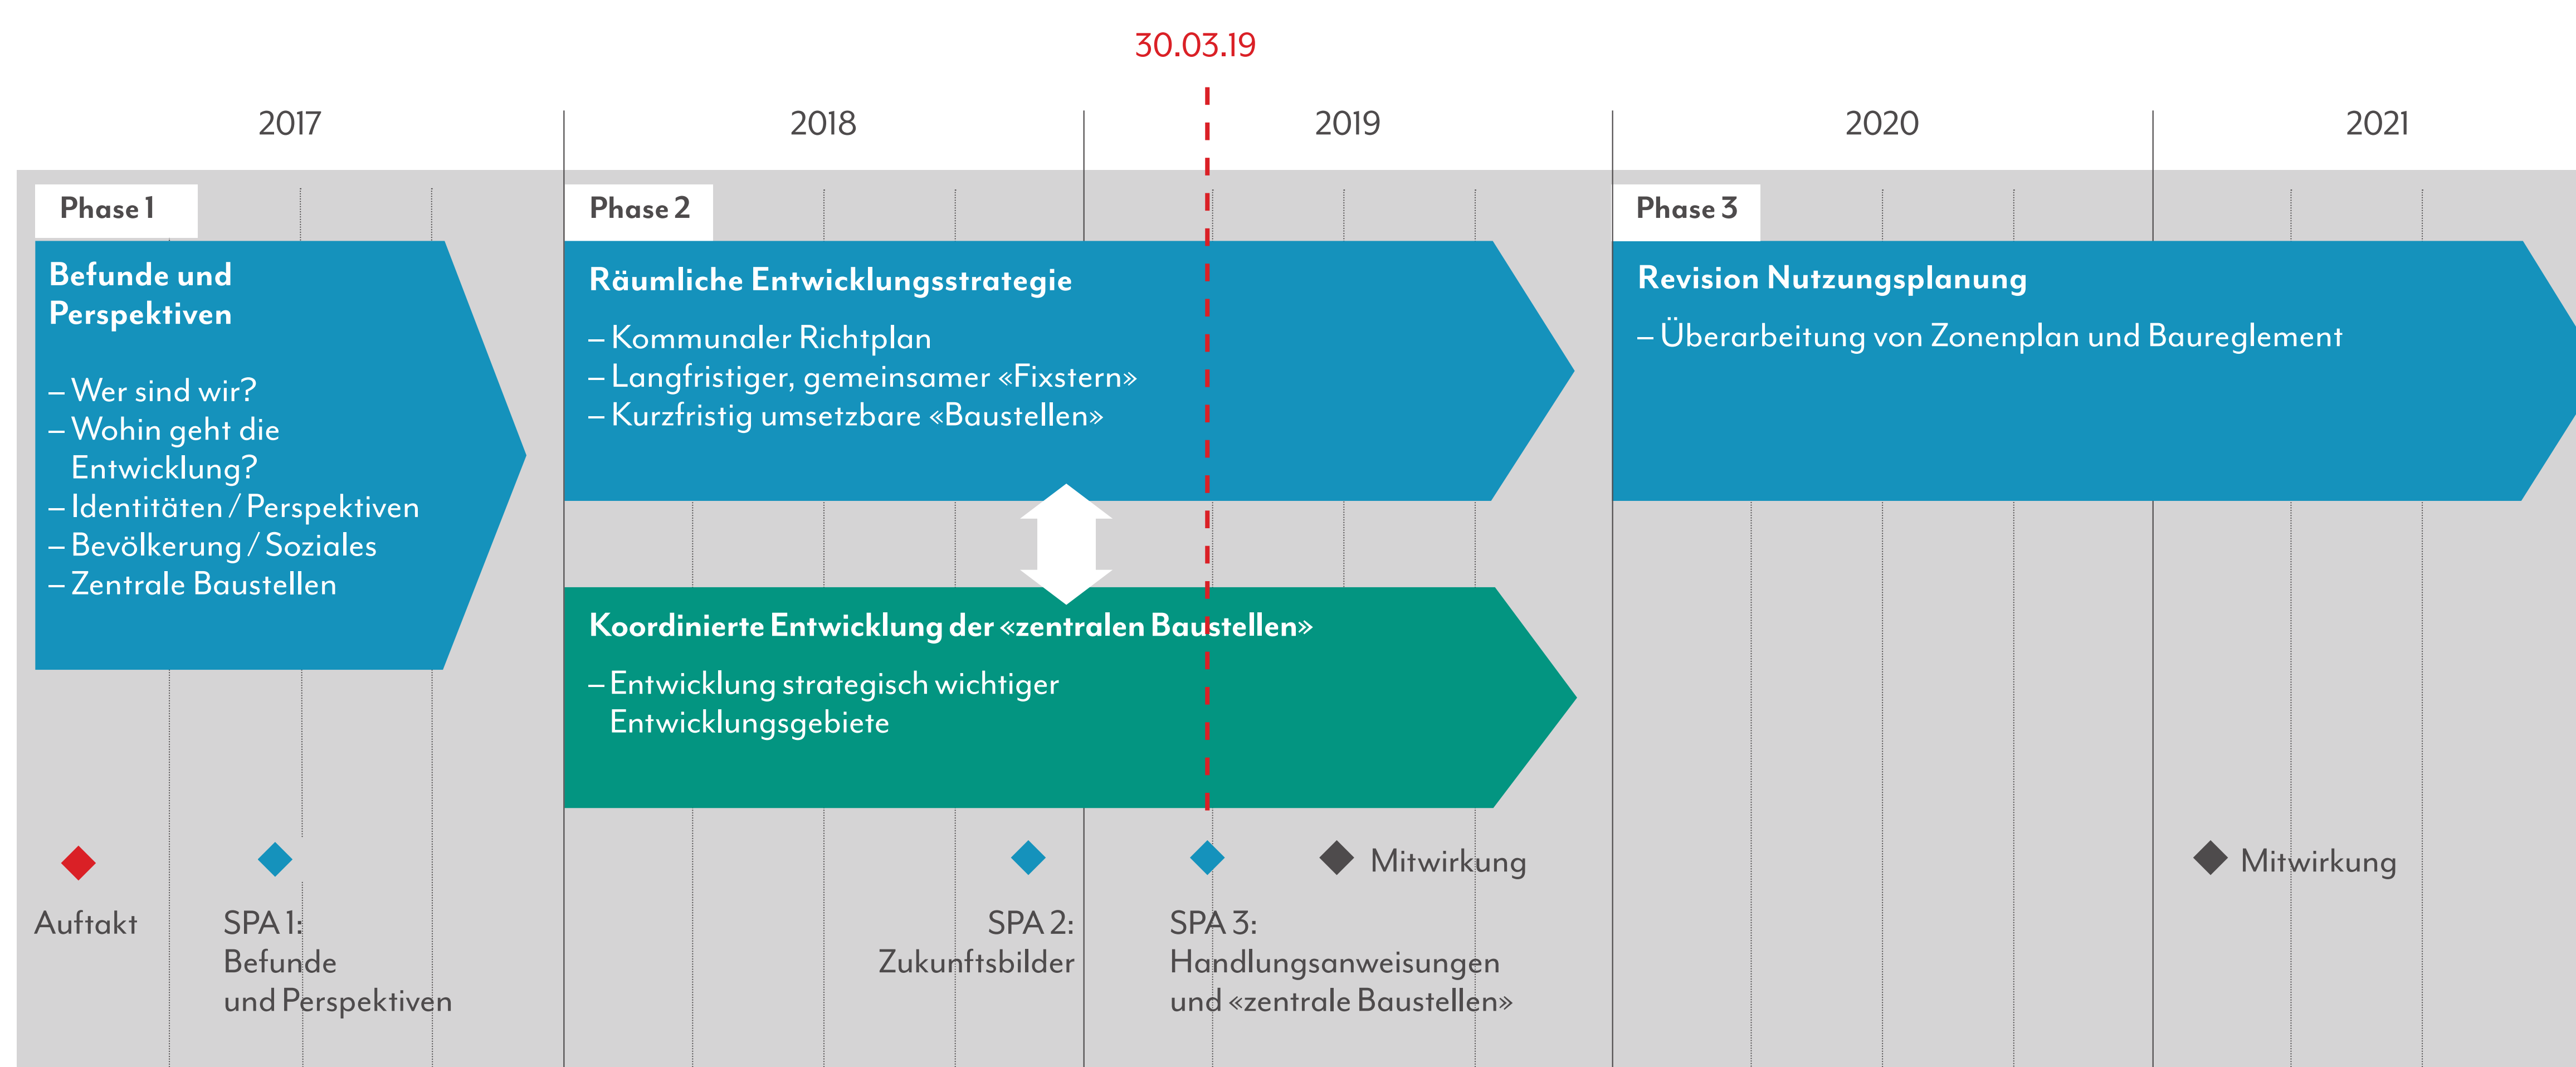 30.03.19
2017
2018
2019
2020
2021
Phase 1
Befunde und
Perspektiven
– Wer sind wir?
– Wohin geht die
Entwicklung?
– Identitäten / Perspektiven
– Bevölkerung / Soziales
– Zentrale Baustellen
Phase 2
Räumliche Entwicklungsstrategie
– Kommunaler Richtplan
– Langfristiger, gemeinsamer «Fixstern»
– Kurzfristig umsetzbare «Baustellen»
Koordinierte Entwicklung der «zentralen Baustellen»
– Entwicklung strategisch wichtiger
Entwicklungsgebiete
Phase 3
Revision Nutzungsplanung
– Überarbeitung von Zonenplan und Baureglement
Auftakt
SPA 1:
Befunde
und Perspektiven
SPA 2:
Zukunftsbilder
SPA 3:
Handlungsanweisungen
und «zentrale Baustellen»
Mitwirkung
Mitwirkung